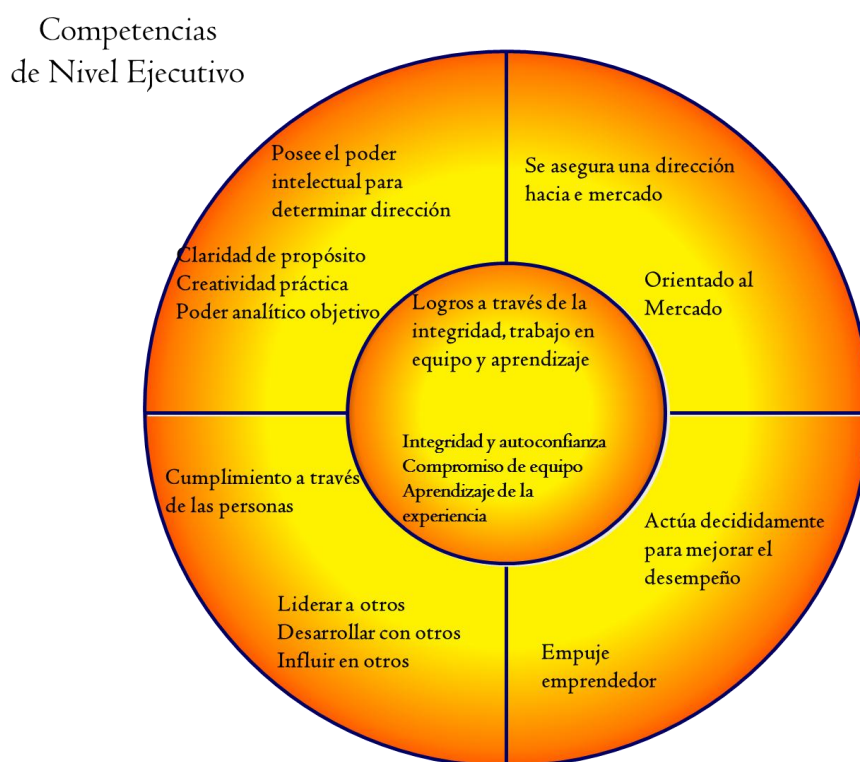 Competencias
de Nivel Ejecutivo
Posee el poder
intelectual para
determinar dirección
Claridad de propósito
Creatividad práctica
Poder analítico objetivo
Se asegura una dirección
hacia e mercado
Orientado al
Mercado
Logros a través de la
integridad, trabajo en
equipo y aprendizaje
Integridad y autoconfianza
Compromiso de equipo
Aprendizaje de la
experiencia
Cumplimiento a través
de las personas
Liderar a otros
Desarrollar con otros
Influir en otros
Actúa decididamente
para mejorar el
desempeño
Empuje
emprendedor